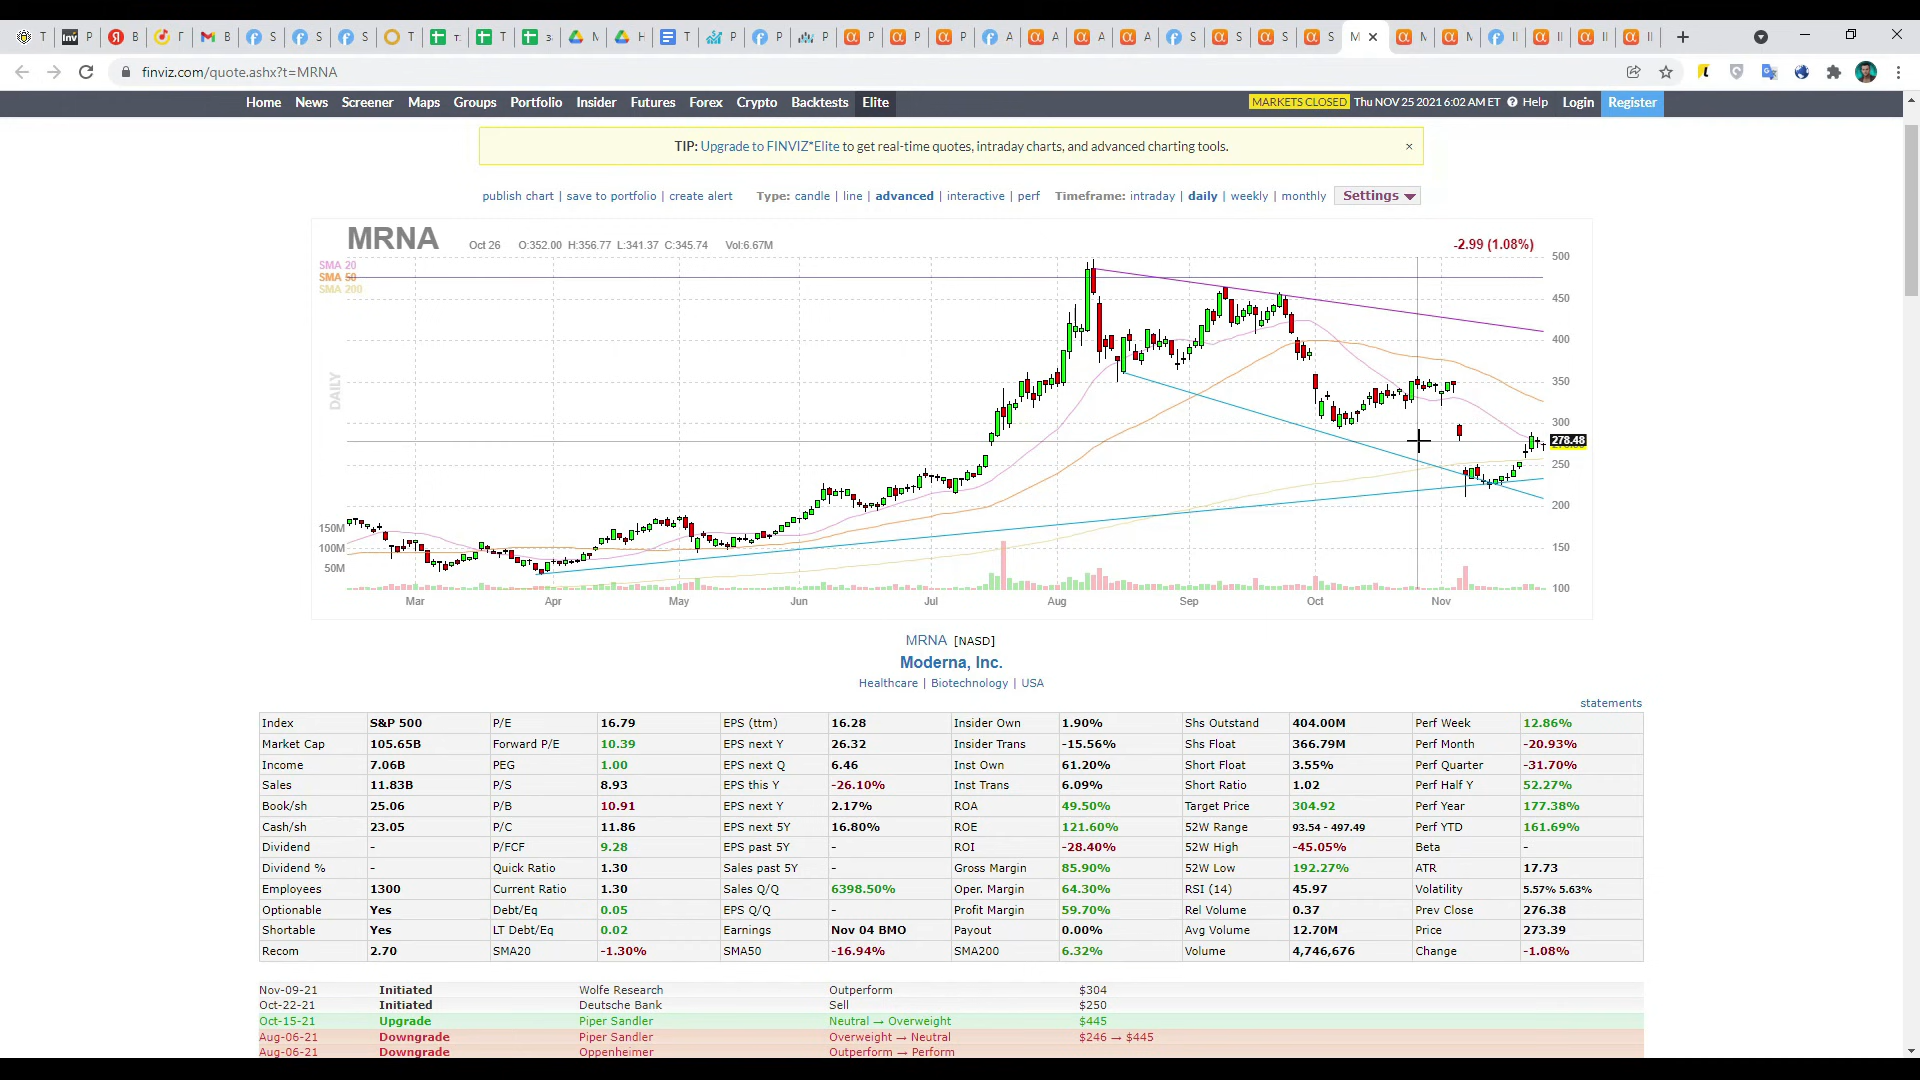 T P B Г B S S S T т T з M H T P P P P P P A A A A S S S S M M M II II II II
finviz.com/quote.ashx?t=MRNA
Home News Screener Maps Groups Portfolio Insider Futures Forex Crypto Backtests Elite MARKETS CLOSED Thu NOV 25 2021 6:02 AM ET Help Login Register
TIP: Upgrade to FINVIZ*Elite to get real-time quotes, intraday charts, and advanced charting tools. ×
publish chart | save to portfolio | create alert Type: candle | line | advanced | interactive | perf Timeframe: intraday | daily | weekly | monthly Settings
MRNA Oct 26 O:352.00 H:356.77 L:341.37 C:345.74 Vol:6.67M -2.99 (1.08%)
SMA 20
SMA 50
SMA 200
DAILY
500
450
400
350
300
278.48
250
200
150
100
150M
100M
50M
Mar Apr May Jun Jul Aug Sep Oct Nov
MRNA [NASD]
Moderna, Inc.
Healthcare | Biotechnology | USA
statements
Index S&P 500 P/E 16.79 EPS (ttm) 16.28 Insider Own 1.90% Shs Outstand 404.00M Perf Week 12.86%
Market Cap 105.65B Forward P/E 10.39 EPS next Y 26.32 Insider Trans -15.56% Shs Float 366.79M Perf Month -20.93%
Income 7.06B PEG 1.00 EPS next Q 6.46 Inst Own 61.20% Short Float 3.55% Perf Quarter -31.70%
Sales 11.83B P/S 8.93 EPS this Y -26.10% Inst Trans 6.09% Short Ratio 1.02 Perf Half Y 52.27%
Book/sh 25.06 P/B 10.91 EPS next Y 2.17% ROA 49.50% Target Price 304.92 Perf Year 177.38%
Cash/sh 23.05 P/C 11.86 EPS next 5Y 16.80% ROE 121.60% 52W Range 93.54 - 497.49 Perf YTD 161.69%
Dividend - P/FCF 9.28 EPS past 5Y - ROI -28.40% 52W High -45.05% Beta -
Dividend % - Quick Ratio 1.30 Sales past 5Y - Gross Margin 85.90% 52W Low 192.27% ATR 17.73
Employees 1300 Current Ratio 1.30 Sales Q/Q 6398.50% Oper. Margin 64.30% RSI (14) 45.97 Volatility 5.57% 5.63%
Optionable Yes Debt/Eq 0.05 EPS Q/Q - Profit Margin 59.70% Rel Volume 0.37 Prev Close 276.38
Shortable Yes LT Debt/Eq 0.02 Earnings Nov 04 BMO Payout 0.00% Avg Volume 12.70M Price 273.39
Recom 2.70 SMA20 -1.30% SMA50 -16.94% SMA200 6.32% Volume 4,746,676 Change -1.08%
Nov-09-21 Initiated Wolfe Research Outperform $304
Oct-22-21 Initiated Deutsche Bank Sell $250
Oct-15-21 Upgrade Piper Sandler Neutral → Overweight $445
Aug-06-21 Downgrade Piper Sandler Overweight → Neutral $246 → $445
Aug-06-21 Downgrade Oppenheimer Outperform → Perform